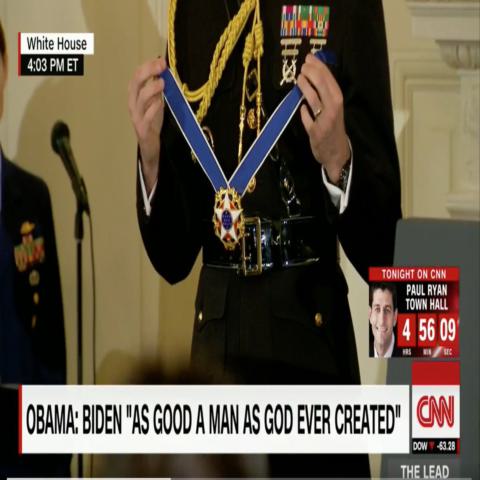 White House
4:03 PM ET
TONIGHT ON CNN
PAUL RYAN
TOWN HALL
4 56 09
HRS MIN SEC
OBAMA: BIDEN "AS GOOD A MAN AS GOD EVER CREATED"
CNN
DOW ▼ -63.28
THE LEAD